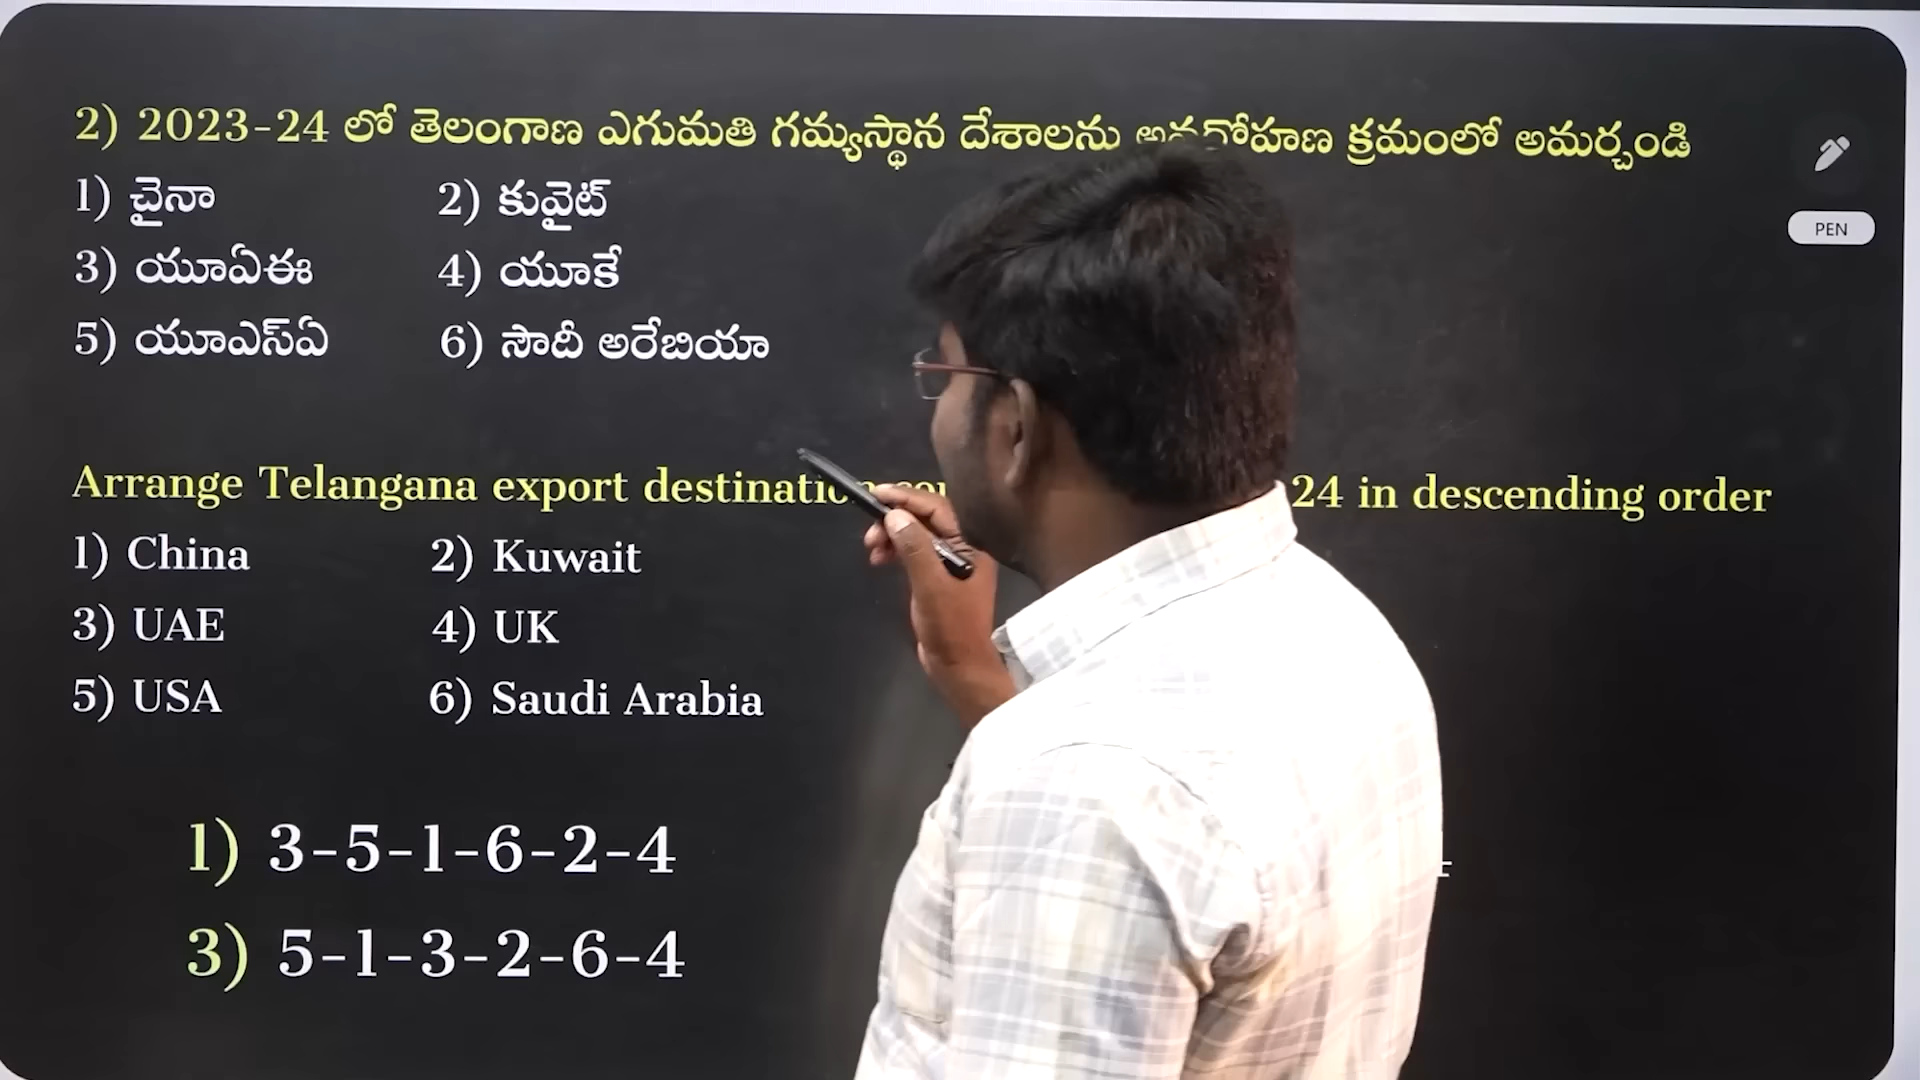 2) 2023-24 లో తెలంగాణ ఎగుమతి గమ్యస్థాన దేశాలను క్రమంలో అమర్చండి
1) చైనా 2) కువైట్
3) యూఏఈ 4) యూకే
5) యూఎస్ఏ 6) సౌదీ అరేబియా
PEN
Arrange Telangana export 24 in descending order
1) China 2) Kuwait
3) UAE 4) UK
5) USA 6) Saudi Arabia
1) 3-5-1-6-2-4
3) 5-1-3-2-6-4